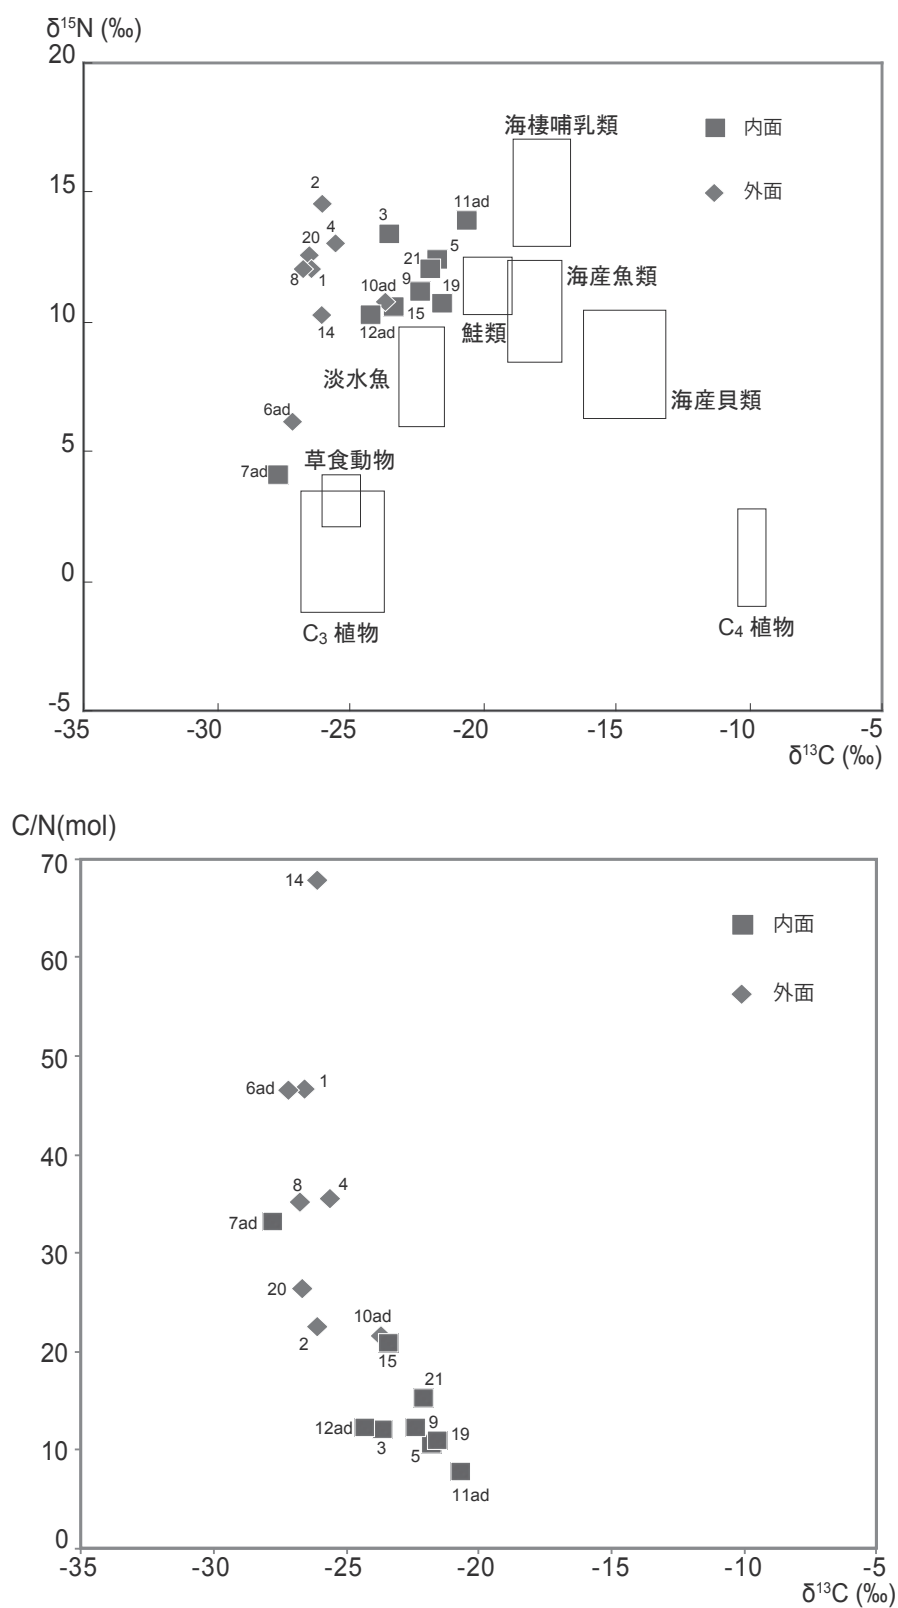 δ¹⁵N (‰)
20
海棲哺乳類
内面
15
2
11ad
外面
3
4
20
5
21
海産魚類
8
1
10ad
9
19
10
14
12ad
15
鮭類
淡水魚
海産貝類
6ad
5
草食動物
7ad
0
C₃ 植物
C₄ 植物
-5
-35
-30
-25
-20
-15
-10
-5
δ¹³C (‰)
C/N(mol)
70
14
内面
60
外面
50
6ad
1
40
8
4
7ad
30
20
10ad
2
20
15
21
12ad
9
3
19
5
10
11ad
0
-35
-30
-25
-20
-15
-10
-5
δ¹³C (‰)